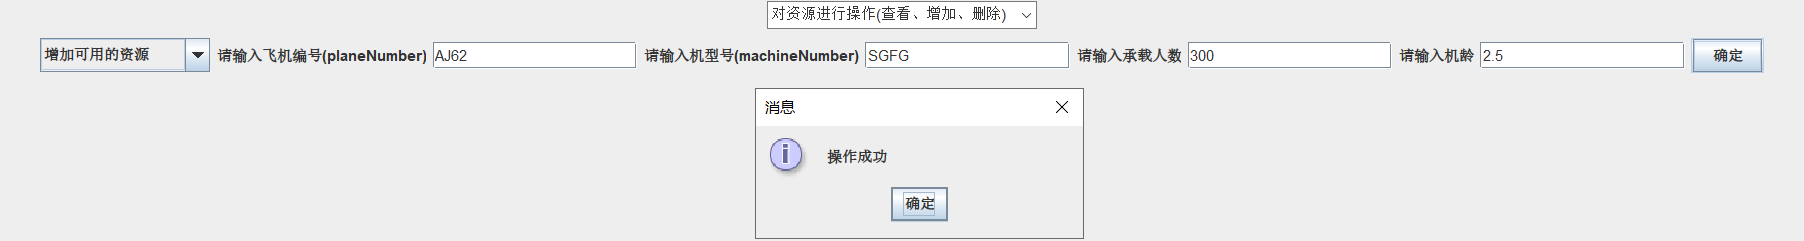 对资源进行操作(查看、增加、删除)
增加可用的资源 请输入飞机编号(planeNumber) AJ62 请输入机型号(machineNumber) SGFG 请输入承载人数 300 请输入机龄 2.5 确定
消息
操作成功
确定